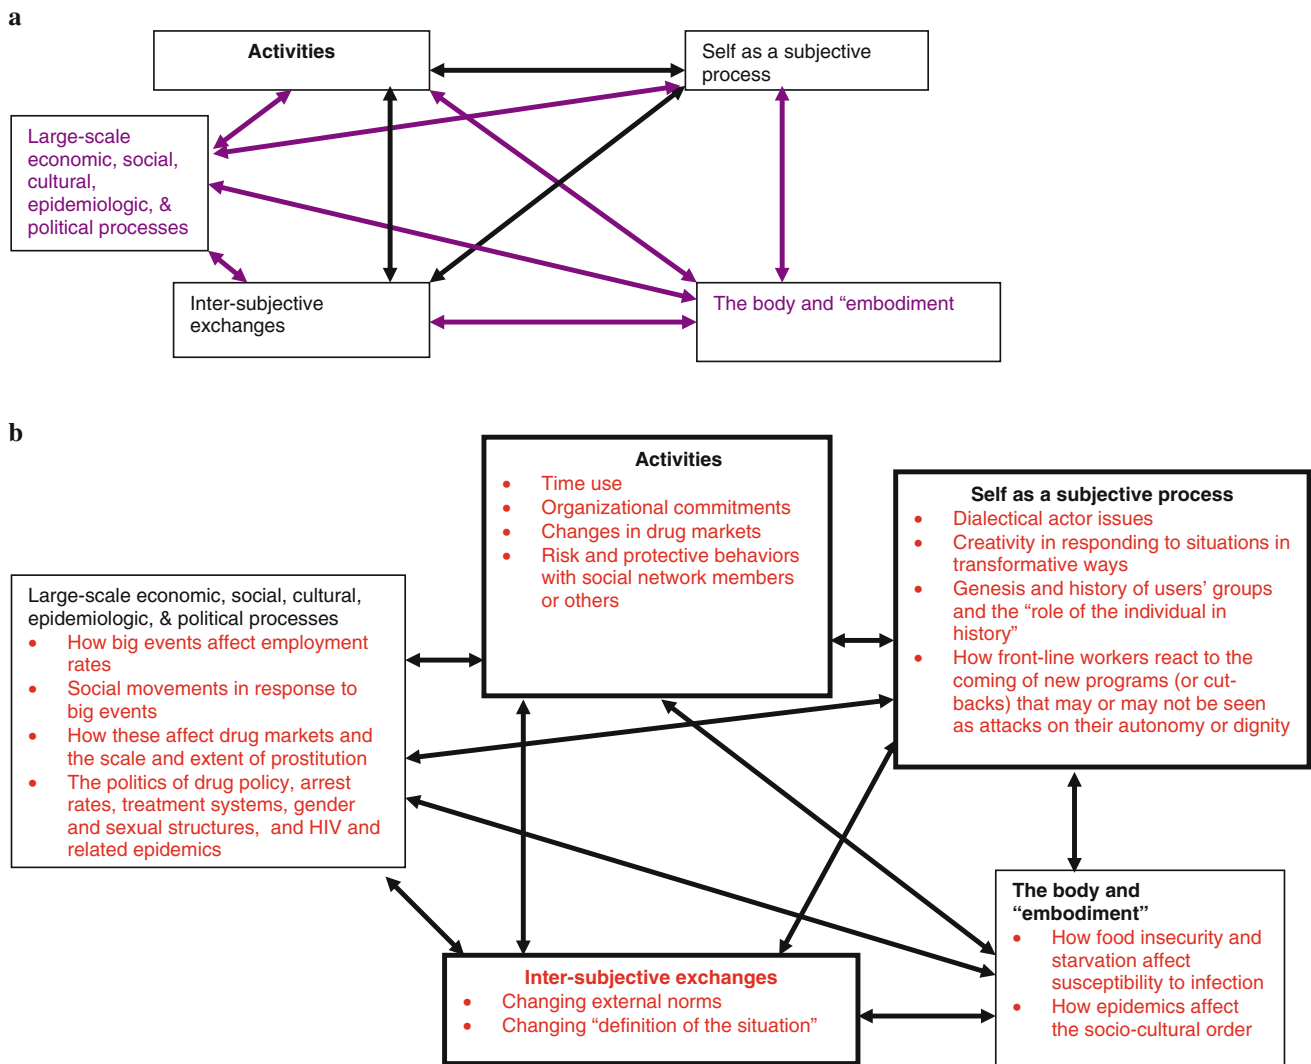 a
Activities
Self as a subjective
process
Large-scale
economic, social,
cultural,
epidemiologic, &
political processes
Inter-subjective
exchanges
The body and “embodiment
b
Activities
• Time use
• Organizational commitments
• Changes in drug markets
• Risk and protective behaviors
with social network members
or others
Self as a subjective process
• Dialectical actor issues
• Creativity in responding to situations in
transformative ways
• Genesis and history of users’ groups
and the “role of the individual in
history”
• How front-line workers react to the
coming of new programs (or cut-
backs) that may or may not be seen
as attacks on their autonomy or dignity
Large-scale economic, social, cultural,
epidemiologic, & political processes
• How big events affect employment
rates
• Social movements in response to
big events
• How these affect drug markets and
the scale and extent of prostitution
• The politics of drug policy, arrest
rates, treatment systems, gender
and sexual structures, and HIV and
related epidemics
Inter-subjective exchanges
• Changing external norms
• Changing “definition of the situation”
The body and
“embodiment”
• How food insecurity and
starvation affect
susceptibility to infection
• How epidemics affect
the socio-cultural order